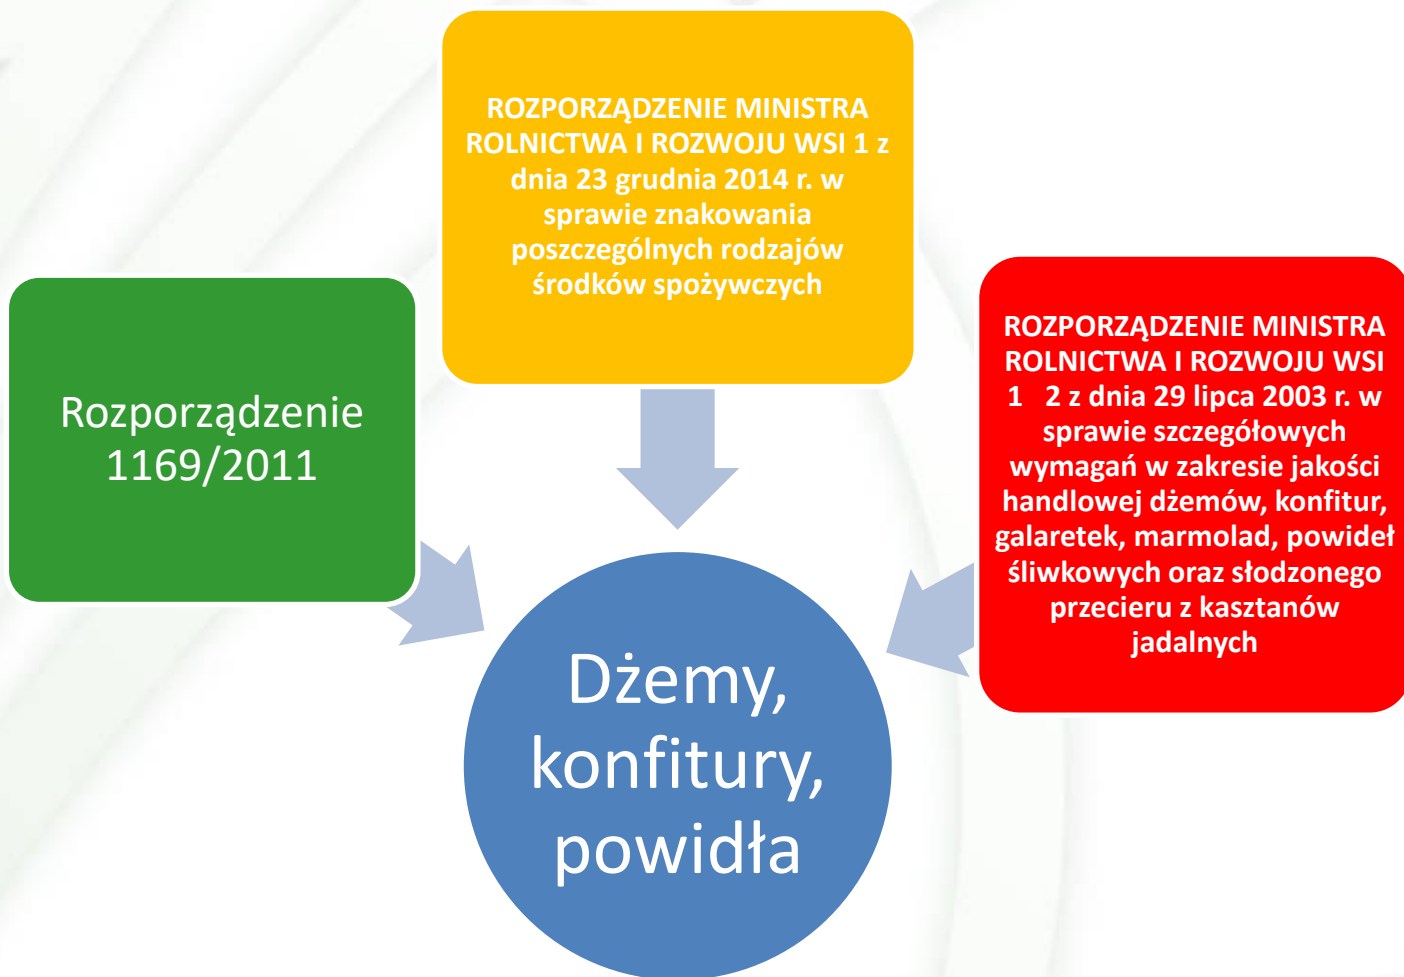 ROZPORZĄDZENIE MINISTRA
ROLNICTWA I ROZWOJU WSI 1 z
dnia 23 grudnia 2014 r. w
sprawie znakowania
poszczególnych rodzajów
środków spożywczych
Rozporządzenie
1169/2011
ROZPORZĄDZENIE MINISTRA
ROLNICTWA I ROZWOJU WSI
1 2 z dnia 29 lipca 2003 r. w
sprawie szczegółowych
wymagań w zakresie jakości
handlowej dżemów, konfitur,
galaretek, marmolad, powideł
śliwkowych oraz słodzonego
przecieru z kasztanów
jadalnych
Dżemy,
konfitury,
powidła